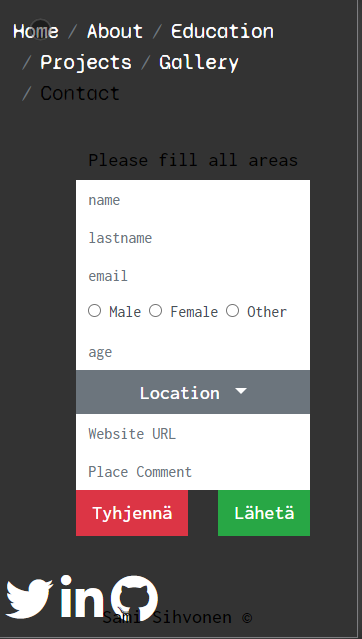 Home / About / Education
/ Projects / Gallery
/ Contact
Please fill all areas
name
lastname
email
Male Female Other
age
Location
Website URL
Place Comment
Tyhjennä Lähetä
in
Sami Sihvonen ©